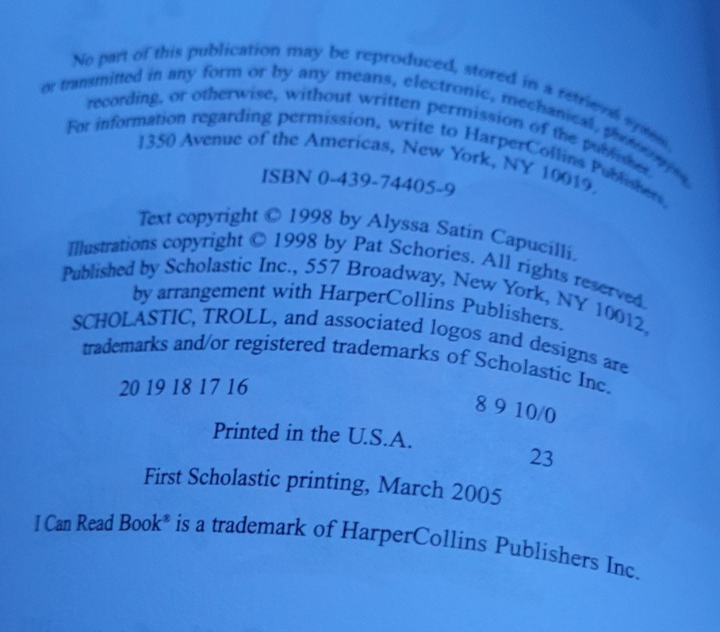 No part of this publication may be reproduced, stored in a retrieval system,
or transmitted in any form or by any means, electronic, mechanical, photocopying,
recording, or otherwise, without written permission of the publisher.
For information regarding permission, write to HarperCollins Publishers,
1350 Avenue of the Americas, New York, NY 10019.
ISBN 0-439-74405-9
Text copyright © 1998 by Alyssa Satin Capucilli.
Illustrations copyright © 1998 by Pat Schories. All rights reserved.
Published by Scholastic Inc., 557 Broadway, New York, NY 10012,
by arrangement with HarperCollins Publishers.
SCHOLASTIC, TROLL, and associated logos and designs are
trademarks and/or registered trademarks of Scholastic Inc.
20 19 18 17 16 8 9 10/0
Printed in the U.S.A. 23
First Scholastic printing, March 2005
I Can Read Book® is a trademark of HarperCollins Publishers Inc.